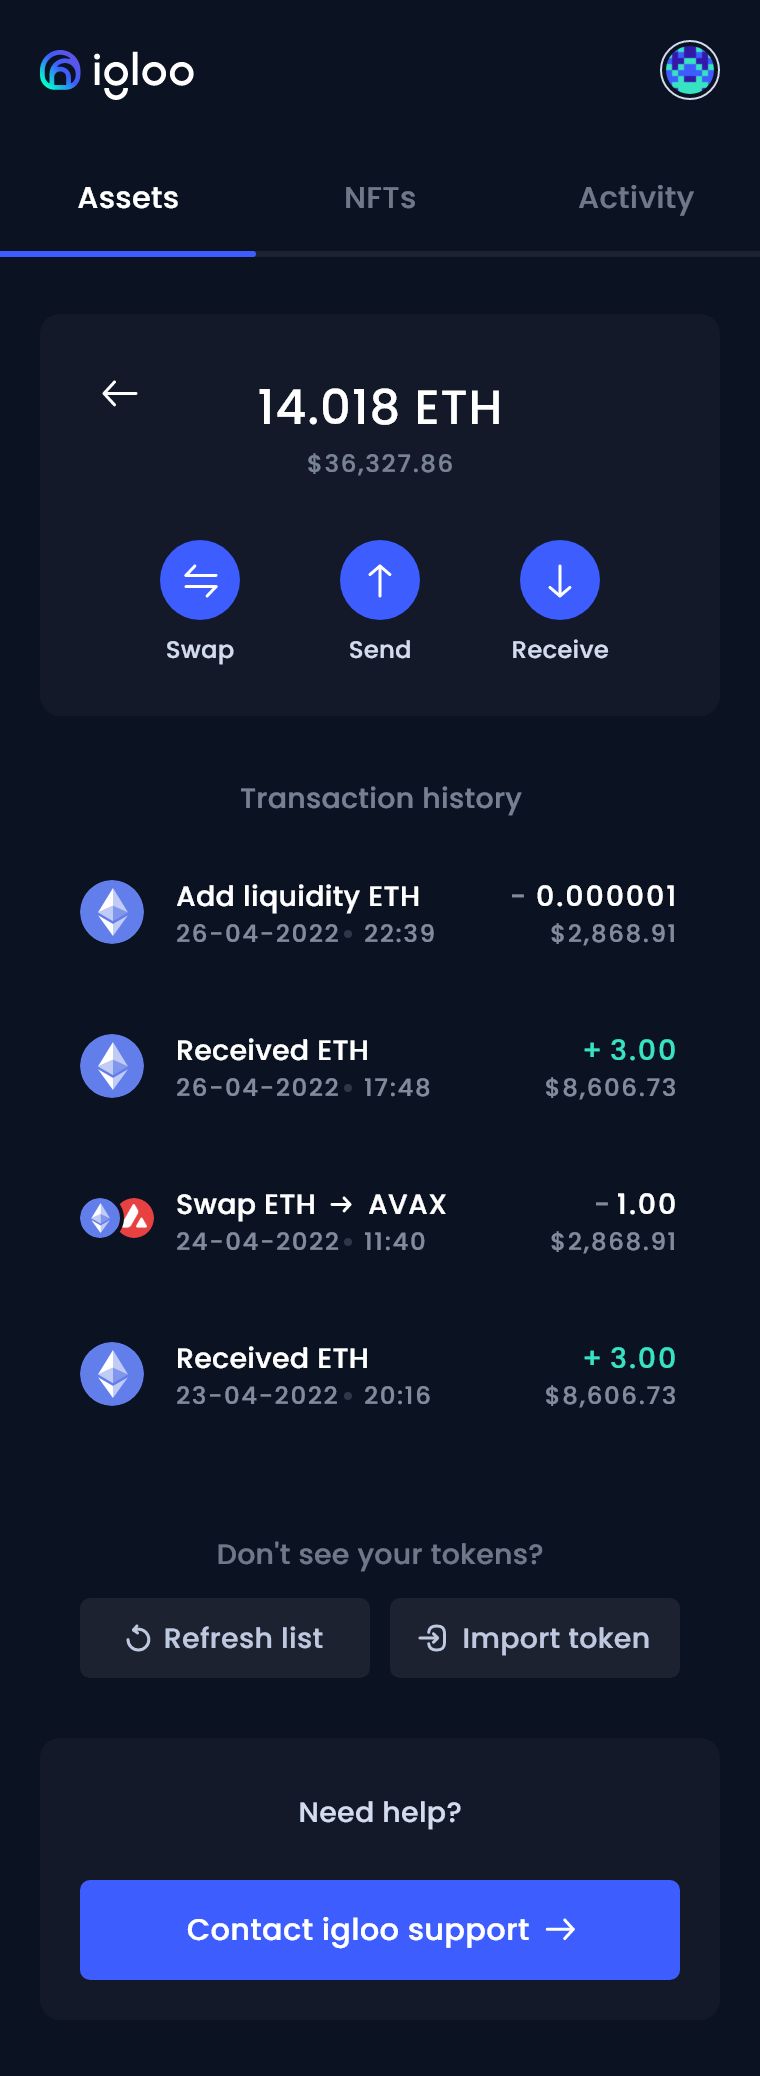 igloo
Assets NFTs Activity
14.018 ETH
$36,327.86
Swap Send Receive
Transaction history
Add liquidity ETH - 0.000001
26-04-2022 • 22:39 $2,868.91
Received ETH + 3.00
26-04-2022 • 17:48 $8,606.73
Swap ETH → AVAX - 1.00
24-04-2022 • 11:40 $2,868.91
Received ETH + 3.00
23-04-2022 • 20:16 $8,606.73
Don't see your tokens?
Refresh list Import token
Need help?
Contact igloo support →